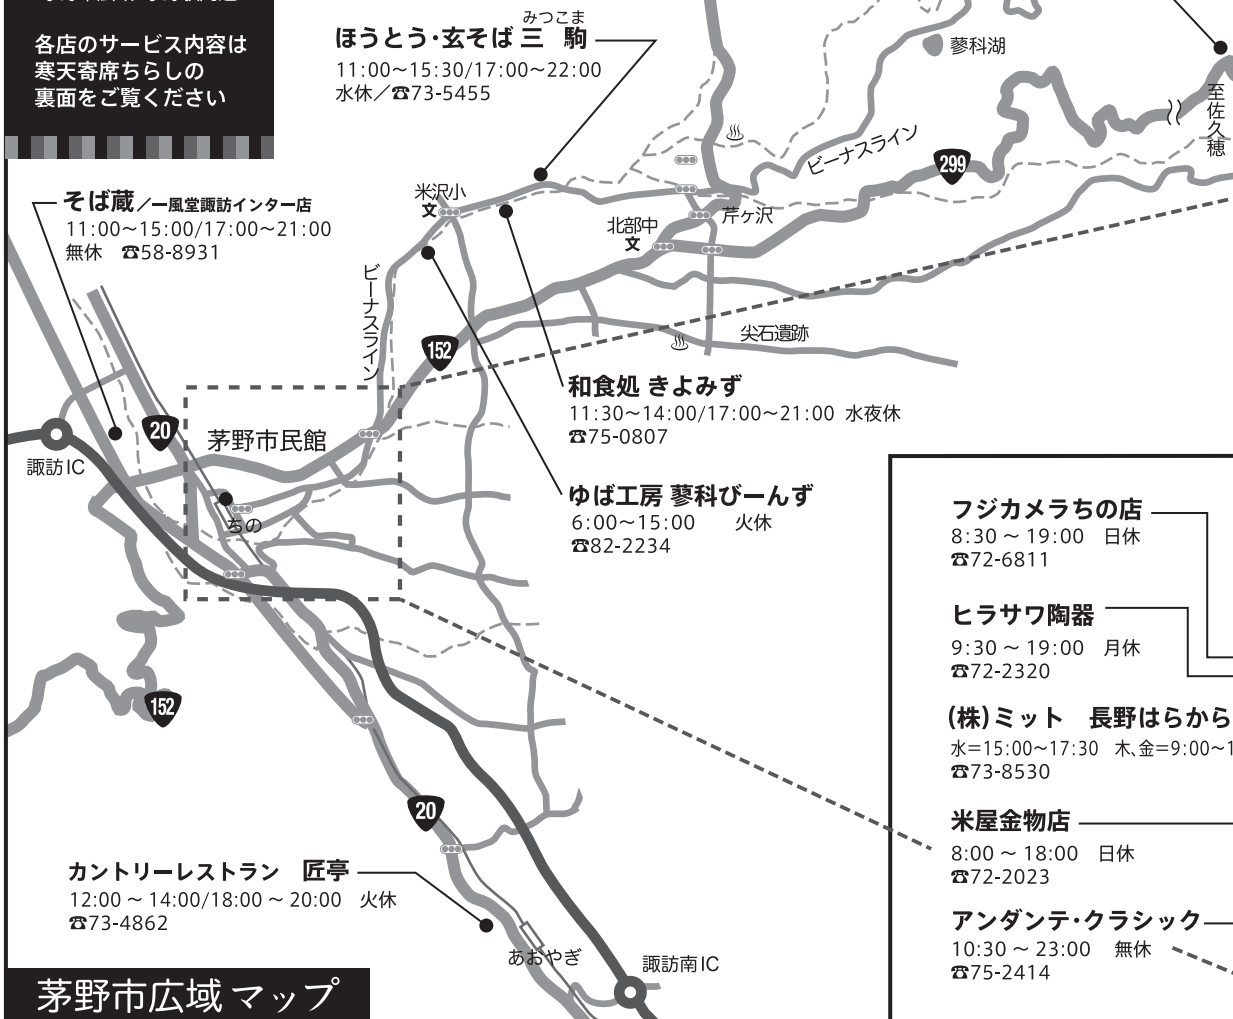 各店のサービス内容は
寒天寄席ちらしの
裏面をご覧ください
みつこま
ほうとう・玄そば 三 駒
11:00~15:30/17:00~22:00
水休/☎73-5455
蓼科湖
至佐久穂
ビーナスライン
299
そば蔵/一風堂諏訪インター店
11:00~15:00/17:00~21:00
無休 ☎58-8931
米沢小
文
北部中
文
芹ヶ沢
ビーナスライン
152
尖石遺跡
和食処 きよみず
11:30~14:00/17:00~21:00 水夜休
☎75-0807
20
茅野市民館
諏訪IC
ちの
ゆば工房 蓼科びーんず
6:00~15:00 火休
☎82-2234
フジカメラちの店
8:30 ~ 19:00 日休
☎72-6811
ヒラサワ陶器
9:30 ~ 19:00 月休
☎72-2320
152
(株)ミット 長野はらから
水=15:00~17:30 木、金=9:00~1
☎73-8530
20
米屋金物店
8:00 ~ 18:00 日休
☎72-2023
カントリーレストラン 匠亭
12:00 ~ 14:00/18:00 ~ 20:00 火休
☎73-4862
アンダンテ・クラシック
10:30 ~ 23:00 無休
☎75-2414
あおやぎ
諏訪南IC
茅野市広域マップ